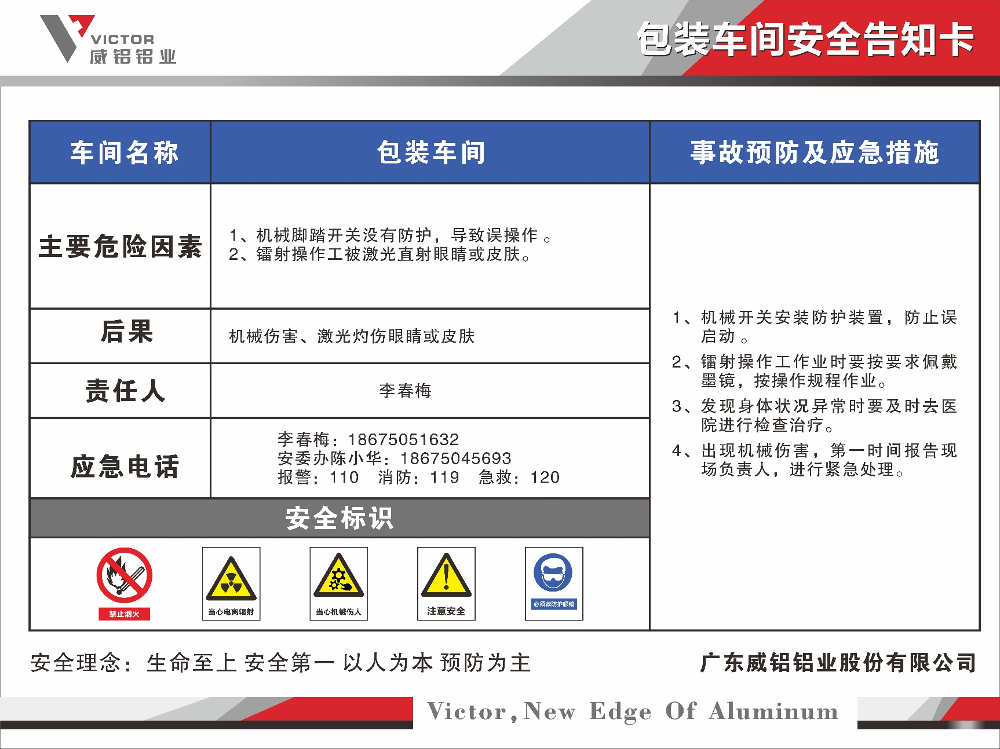 VICTOR
威铝铝业
包装车间安全告知卡
车间名称
包装车间
事故预防及应急措施
主要危险因素
1、机械脚踏开关没有防护，导致误操作 。
2、镭射操作工被激光直射眼睛或皮肤。
后果
机械伤害、激光灼伤眼睛或皮肤
责任人
李春梅
应急电话
李春梅：18675051632
安委办陈小华：18675045693
报警：110 消防：119 急救：120
1、机械开关安装防护装置，防止误
启动 。
2、镭射操作工作业时要按要求佩戴
墨镜，按操作规程作业。
3、发现身体状况异常时要及时去医
院进行检查治疗。
4、出现机械伤害，第一时间报告现
场负责人，进行紧急处理。
安全标识
禁止烟火
当心电离辐射
当心机械伤人
注意安全
必须戴防护眼镜
安全理念：生命至上 安全第一 以人为本 预防为主
广东威铝铝业股份有限公司
Victor,New Edge Of Aluminum